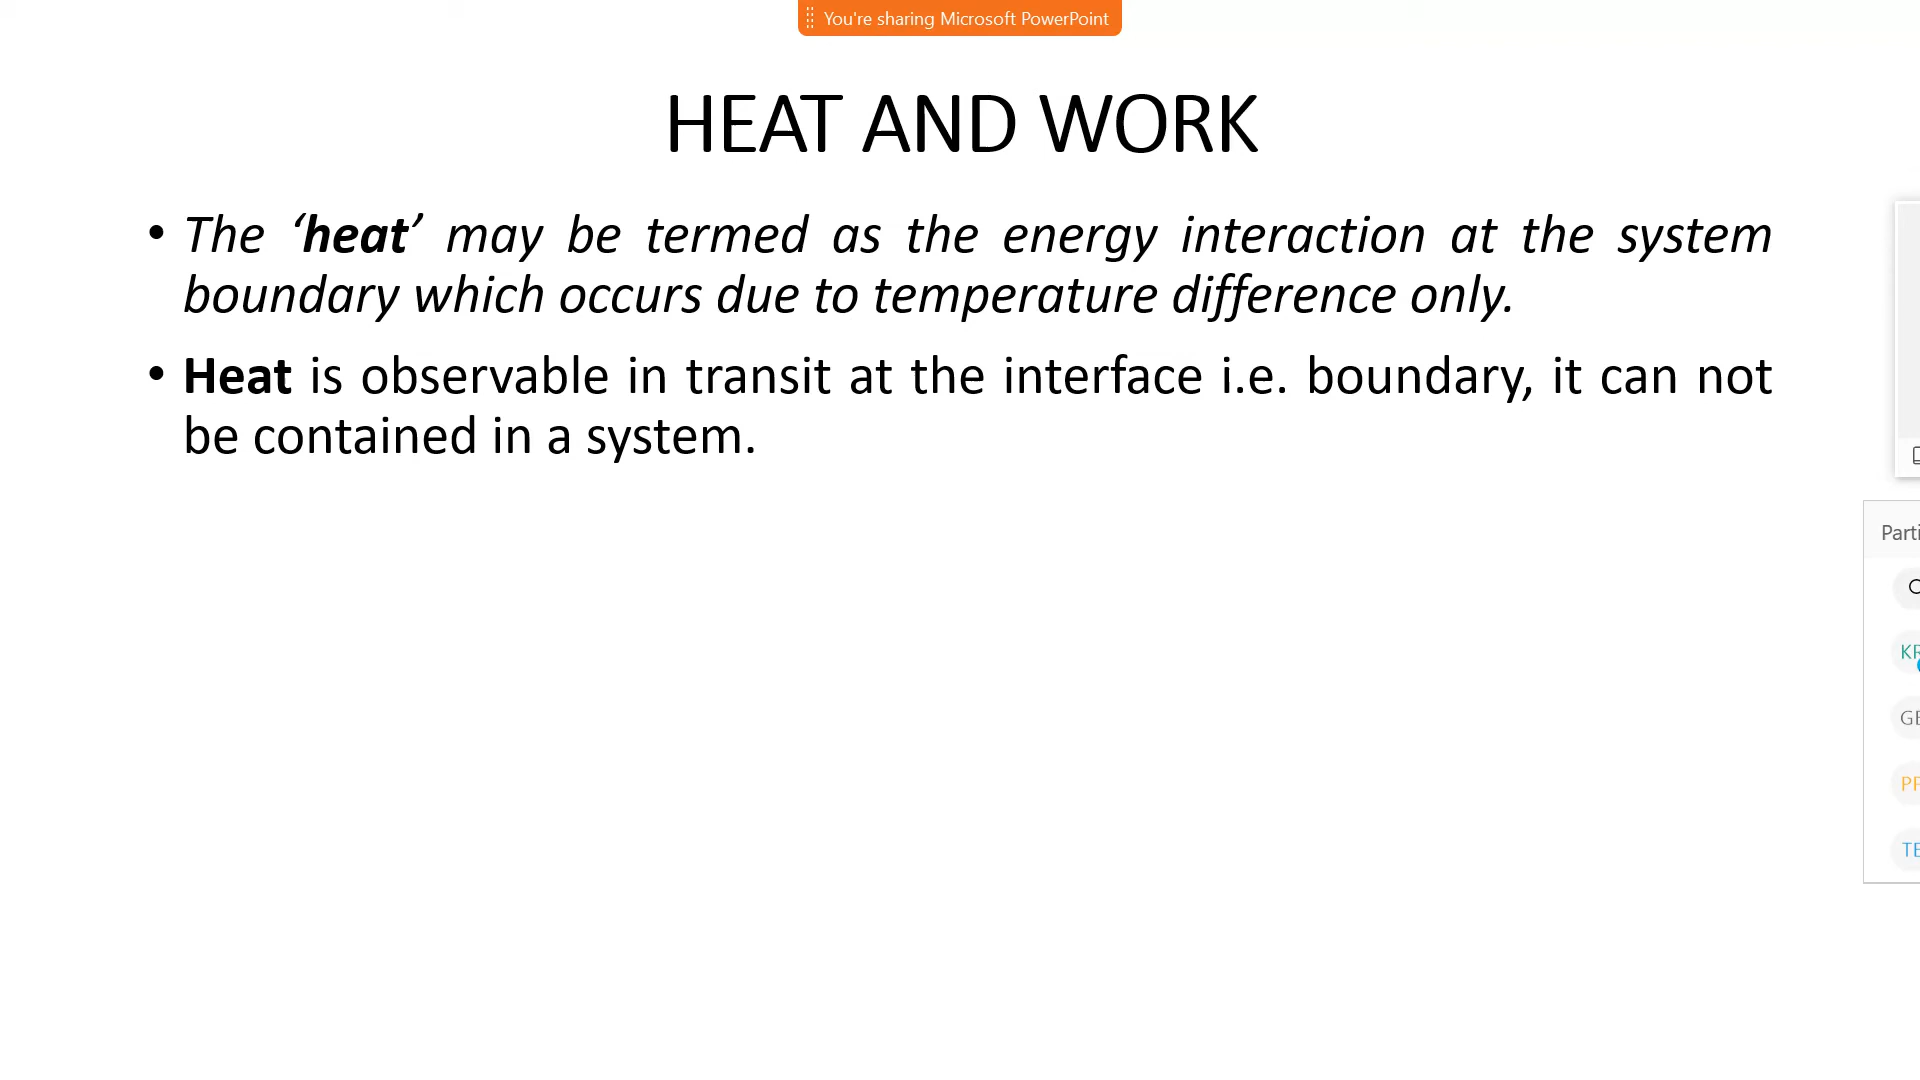 You're sharing Microsoft PowerPoint
HEAT AND WORK
• The ‘heat’ may be termed as the energy interaction at the system
boundary which occurs due to temperature difference only.
• Heat is observable in transit at the interface i.e. boundary, it can not
be contained in a system.
Parti
KR
GE
PP
TE